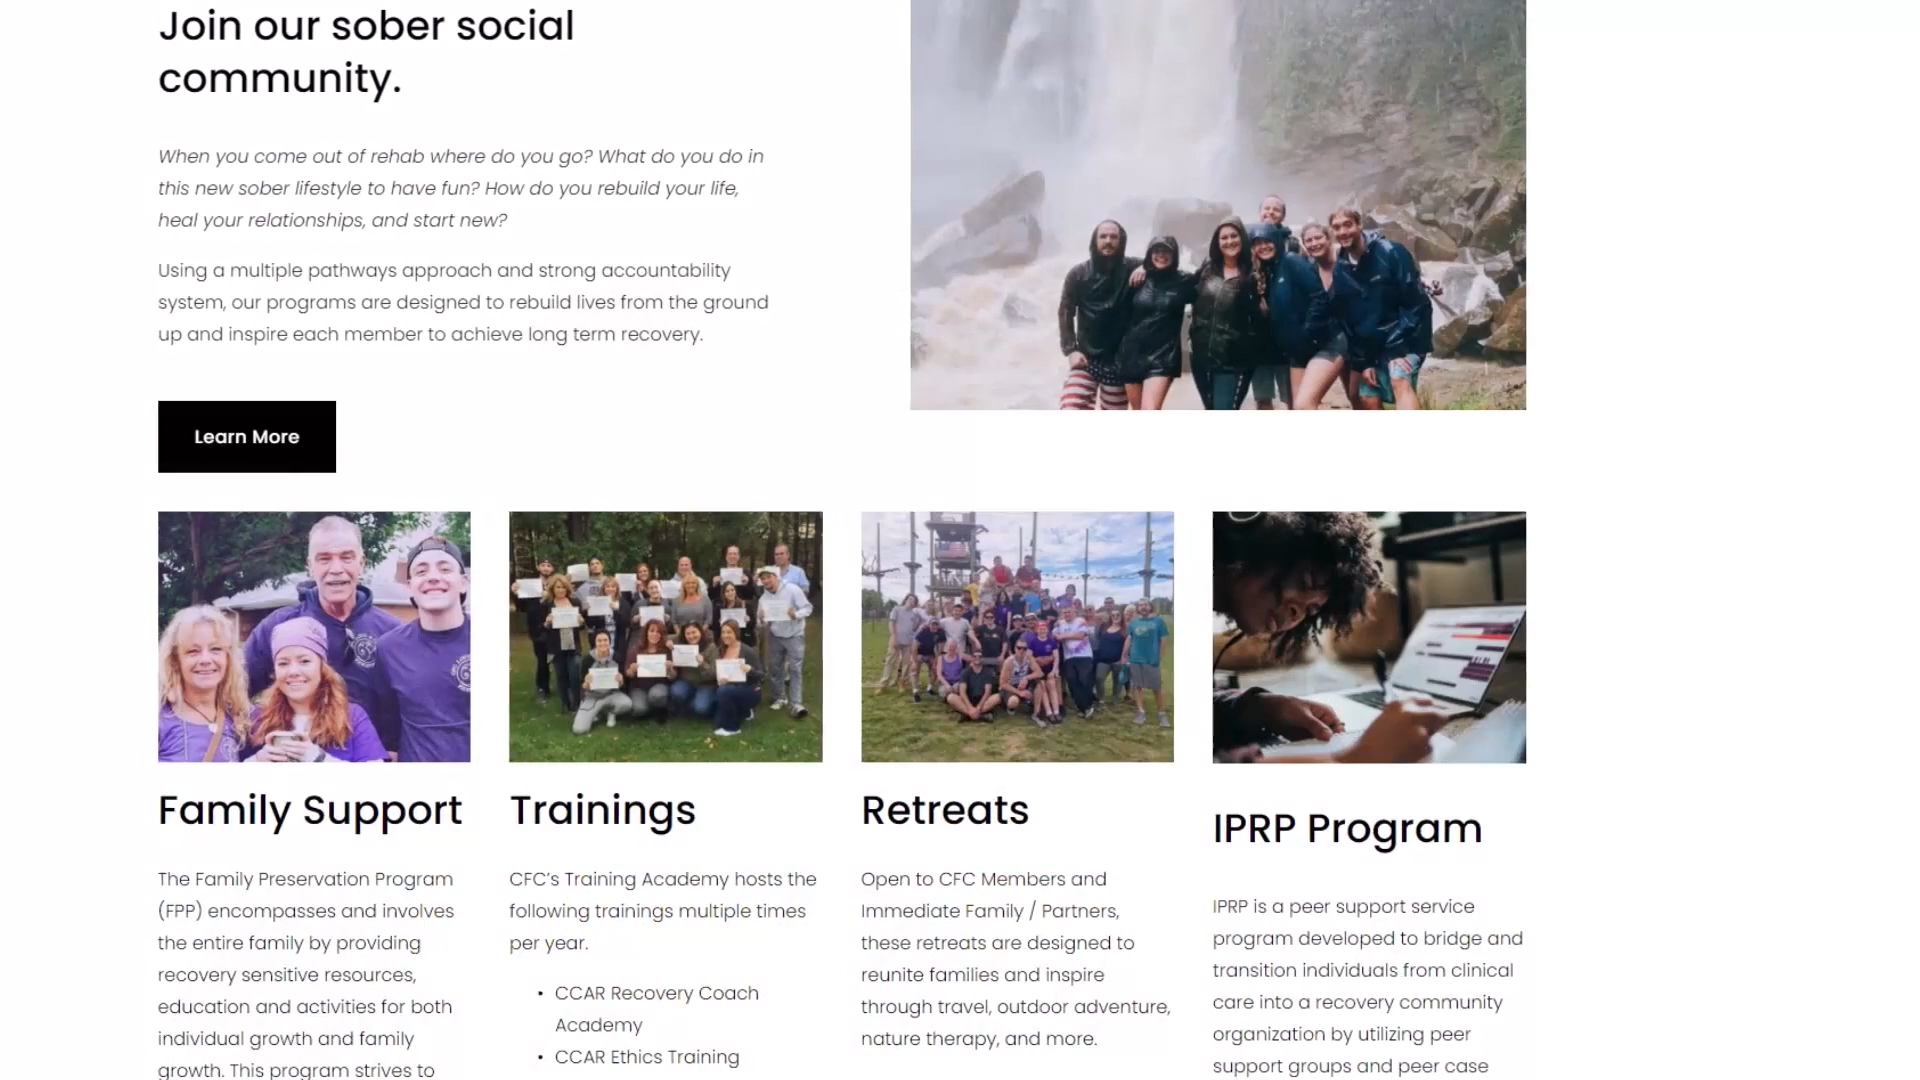 Join our sober social
community.
When you come out of rehab where do you go? What do you do in
this new sober lifestyle to have fun? How do you rebuild your life,
heal your relationships, and start new?
Using a multiple pathways approach and strong accountability
system, our programs are designed to rebuild lives from the ground
up and inspire each member to achieve long term recovery.
Learn More
Family Support
The Family Preservation Program
(FPP) encompasses and involves
the entire family by providing
recovery sensitive resources,
education and activities for both
individual growth and family
growth. This program strives to
Trainings
CFC's Training Academy hosts the
following trainings multiple times
per year.
• CCAR Recovery Coach
Academy
• CCAR Ethics Training
Retreats
Open to CFC Members and
Immediate Family / Partners,
these retreats are designed to
reunite families and inspire
through travel, outdoor adventure,
nature therapy, and more.
IPRP Program
IPRP is a peer support service
program developed to bridge and
transition individuals from clinical
care into a recovery community
organization by utilizing peer
support groups and peer case